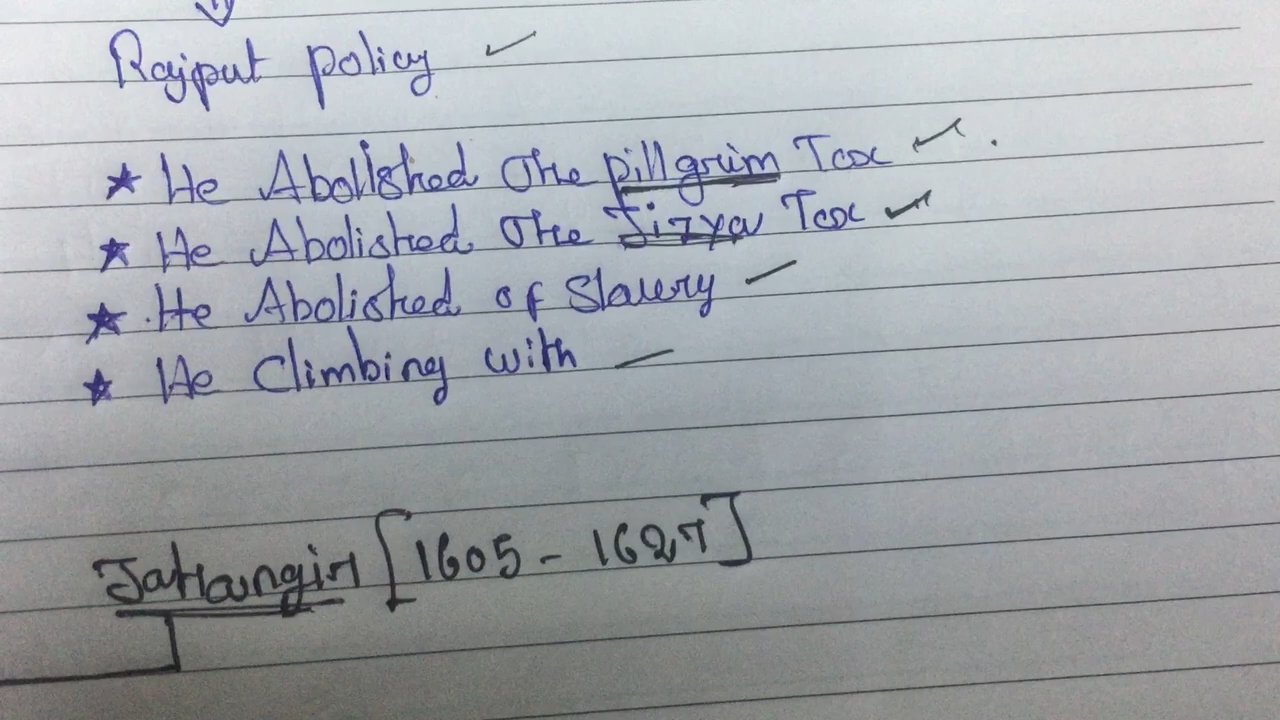 Rajput policy ✓
★ He Abolished The pillgrim Tax ✓ .
★ He Abolished The Jizya Tax ✓
★ He Abolished of Slavery
★ He Climbing with –
Jahangir [1605 - 1627]